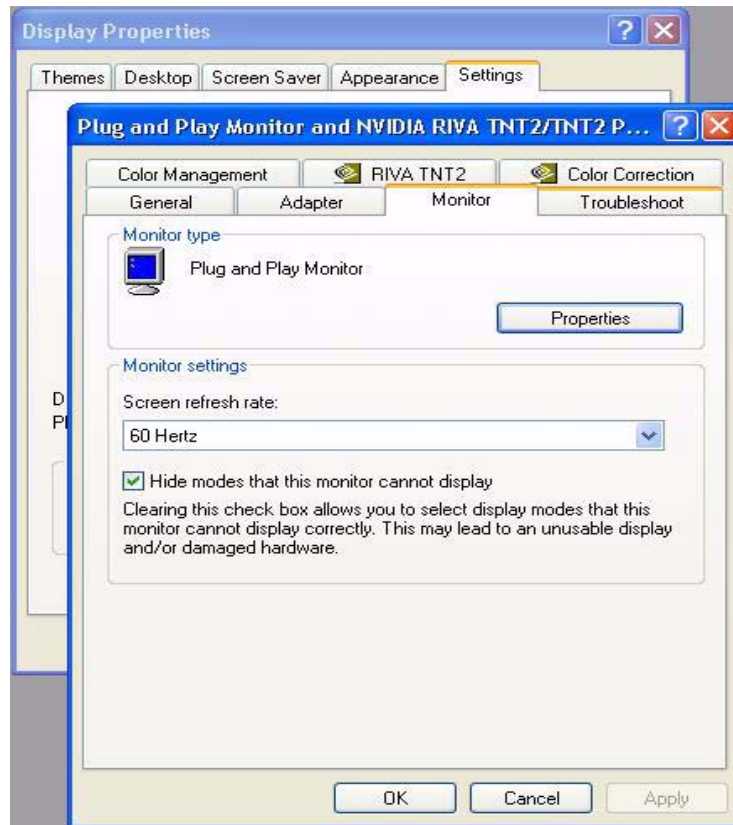 Display Properties
Themes Desktop Screen Saver Appearance Settings
Plug and Play Monitor and NVIDIA RIVA TNT2/TNT2 P...
Color Management RIVA TNT2 Color Correction
General Adapter Monitor Troubleshoot
Monitor type
Plug and Play Monitor
Properties
Monitor settings
D
Pl
Screen refresh rate:
60 Hertz
Hide modes that this monitor cannot display
Clearing this check box allows you to select display modes that this
monitor cannot display correctly. This may lead to an unusable display
and/or damaged hardware.
OK Cancel Apply